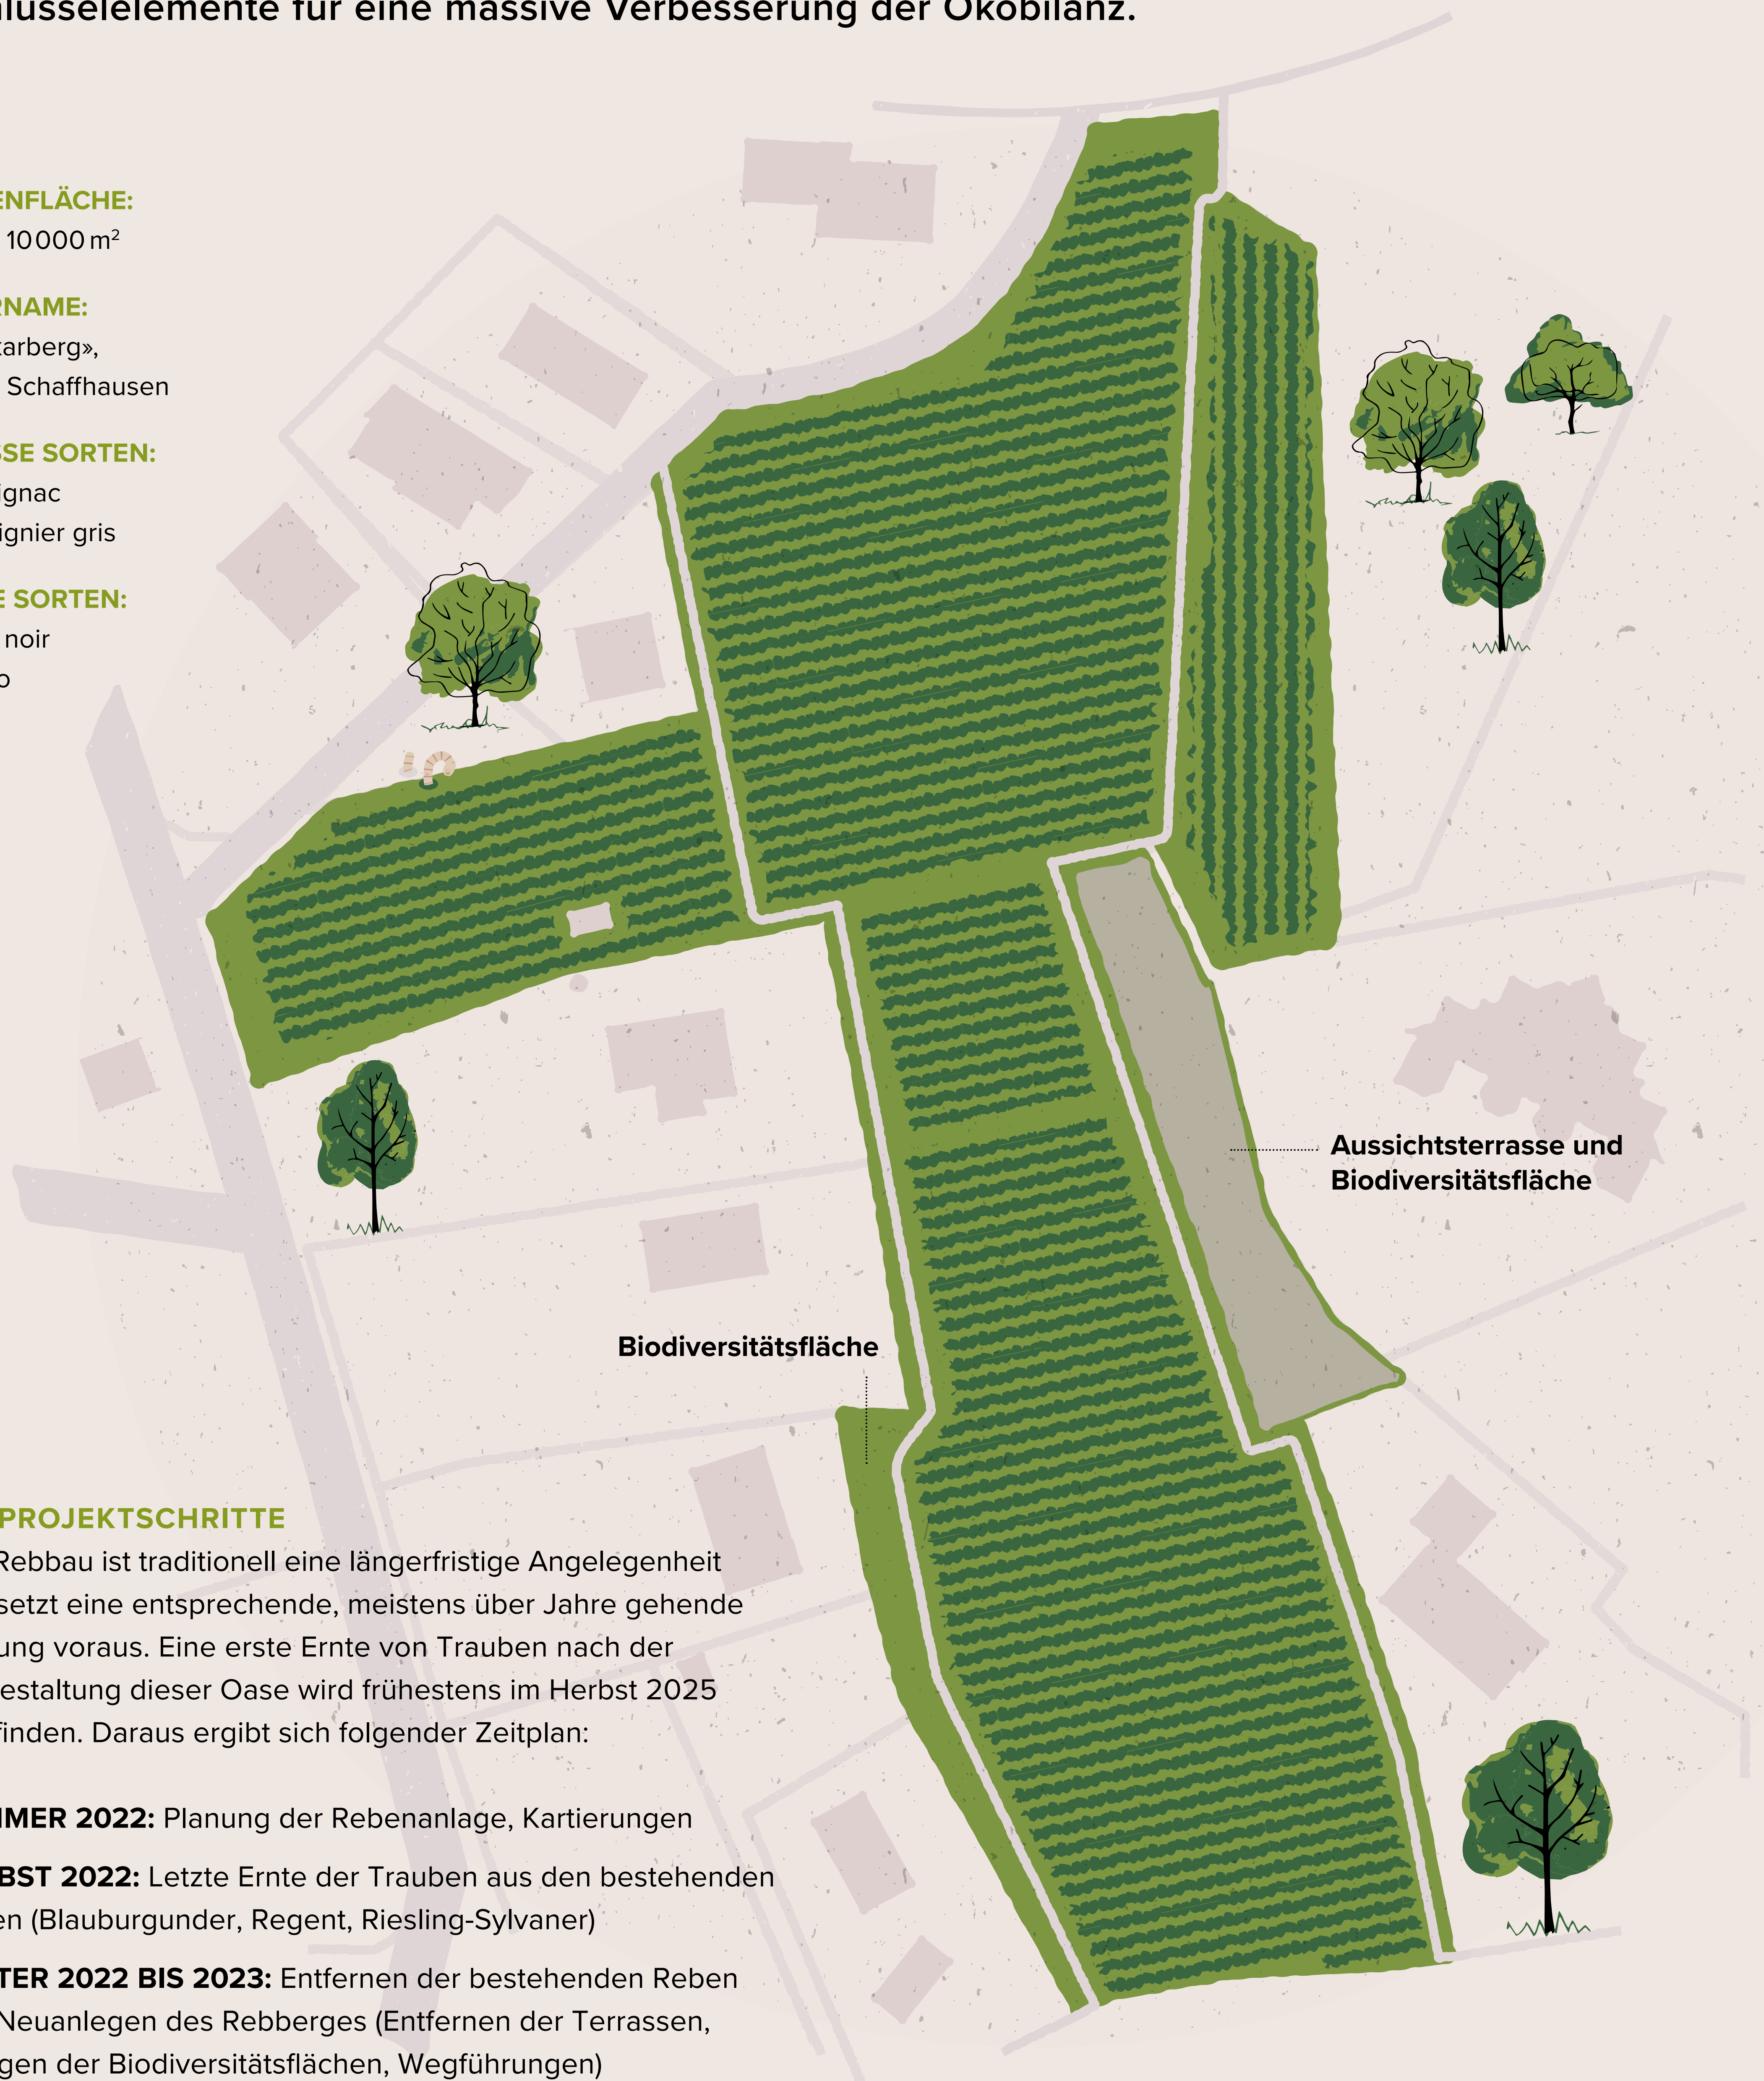 lüsselelemente für eine massive Verbesserung der Ökobilanz.
ENFLÄCHE:
10 000 m²
RNAME:
karberg»,
Schaffhausen
SSE SORTEN:
ignac
ignier gris
E SORTEN:
noir
o
Aussichtsterrasse und
Biodiversitätsfläche
Biodiversitätsfläche
PROJEKTSCHRITTE
Rebbau ist traditionell eine längerfristige Angelegenheit
setzt eine entsprechende, meistens über Jahre gehende
ung voraus. Eine erste Ernte von Trauben nach der
estaltung dieser Oase wird frühestens im Herbst 2025
finden. Daraus ergibt sich folgender Zeitplan:
MER 2022: Planung der Rebenanlage, Kartierungen
BST 2022: Letzte Ernte der Trauben aus den bestehenden
en (Blauburgunder, Regent, Riesling-Sylvaner)
TER 2022 BIS 2023: Entfernen der bestehenden Reben
Neuanlegen des Rebberges (Entfernen der Terrassen,
gen der Biodiversitätsflächen, Wegführungen)